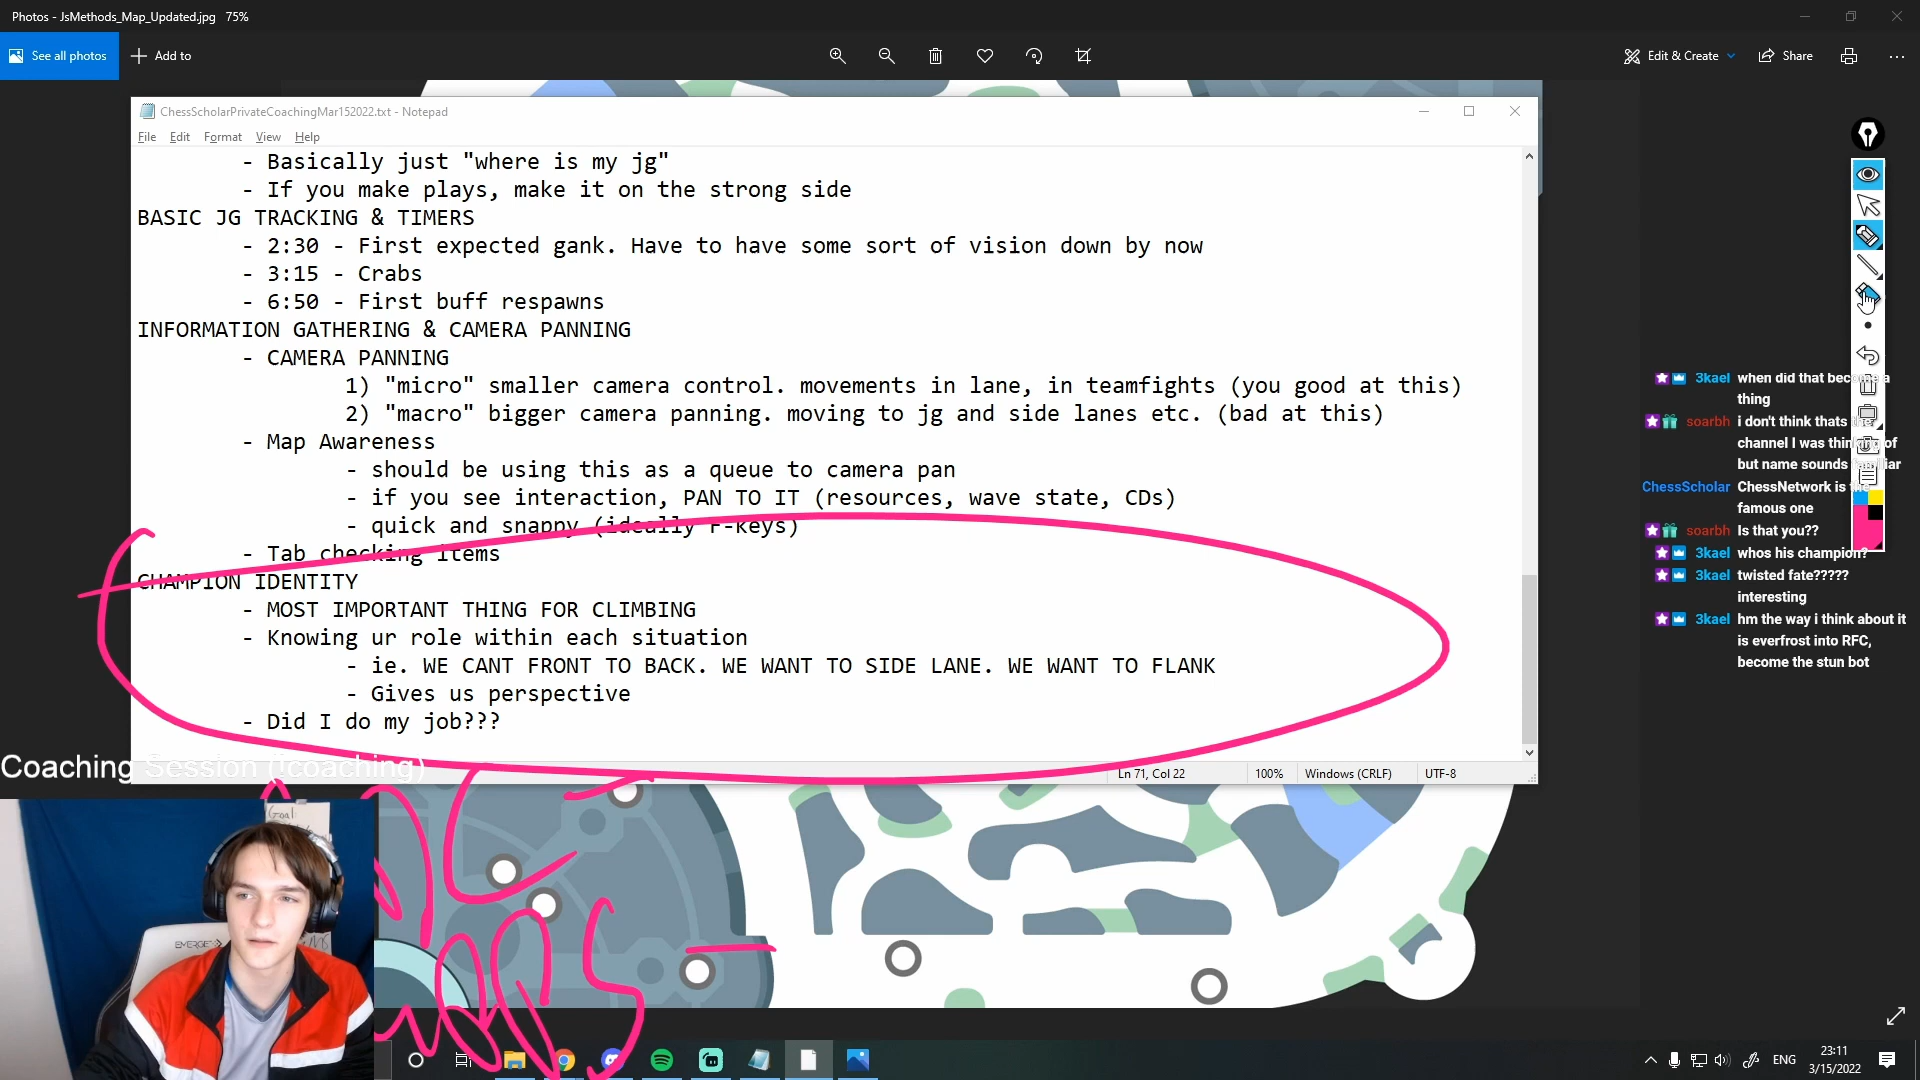 Photos - JsMethods_Map_Updated.jpg 75%
See all photos
Add to
Edit & Create
Share
ChessScholarPrivateCoachingMar152022.txt - Notepad
File Edit Format View Help
- Basically just "where is my jg"
- If you make plays, make it on the strong side
BASIC JG TRACKING & TIMERS
- 2:30 - First expected gank. Have to have some sort of vision down by now
- 3:15 - Crabs
- 6:50 - First buff respawns
INFORMATION GATHERING & CAMERA PANNING
- CAMERA PANNING
1) "micro" smaller camera control. movements in lane, in teamfights (you good at this)
2) "macro" bigger camera panning. moving to jg and side lanes etc. (bad at this)
- Map Awareness
- should be using this as a queue to camera pan
- if you see interaction, PAN TO IT (resources, wave state, CDs)
- quick and snappy (ideally F-keys)
- Tab checking items
CHAMPION IDENTITY
- MOST IMPORTANT THING FOR CLIMBING
- Knowing ur role within each situation
- ie. WE CANT FRONT TO BACK. WE WANT TO SIDE LANE. WE WANT TO FLANK
- Gives us perspective
- Did I do my job???
Ln 71, Col 22 100% Windows (CRLF) UTF-8
Coaching Session (!coaching)
3kael when did that become a
thing
soarbh i don't think thats the
channel I was thinking of
but name sounds familiar
ChessScholar ChessNetwork is the
famous one
soarbh Is that you??
3kael whos his champion?
3kael twisted fate?????
interesting
3kael hm the way i think about it
is everfrost into RFC,
become the stun bot
Goal
EMERGE
ENG
23:11
3/15/2022